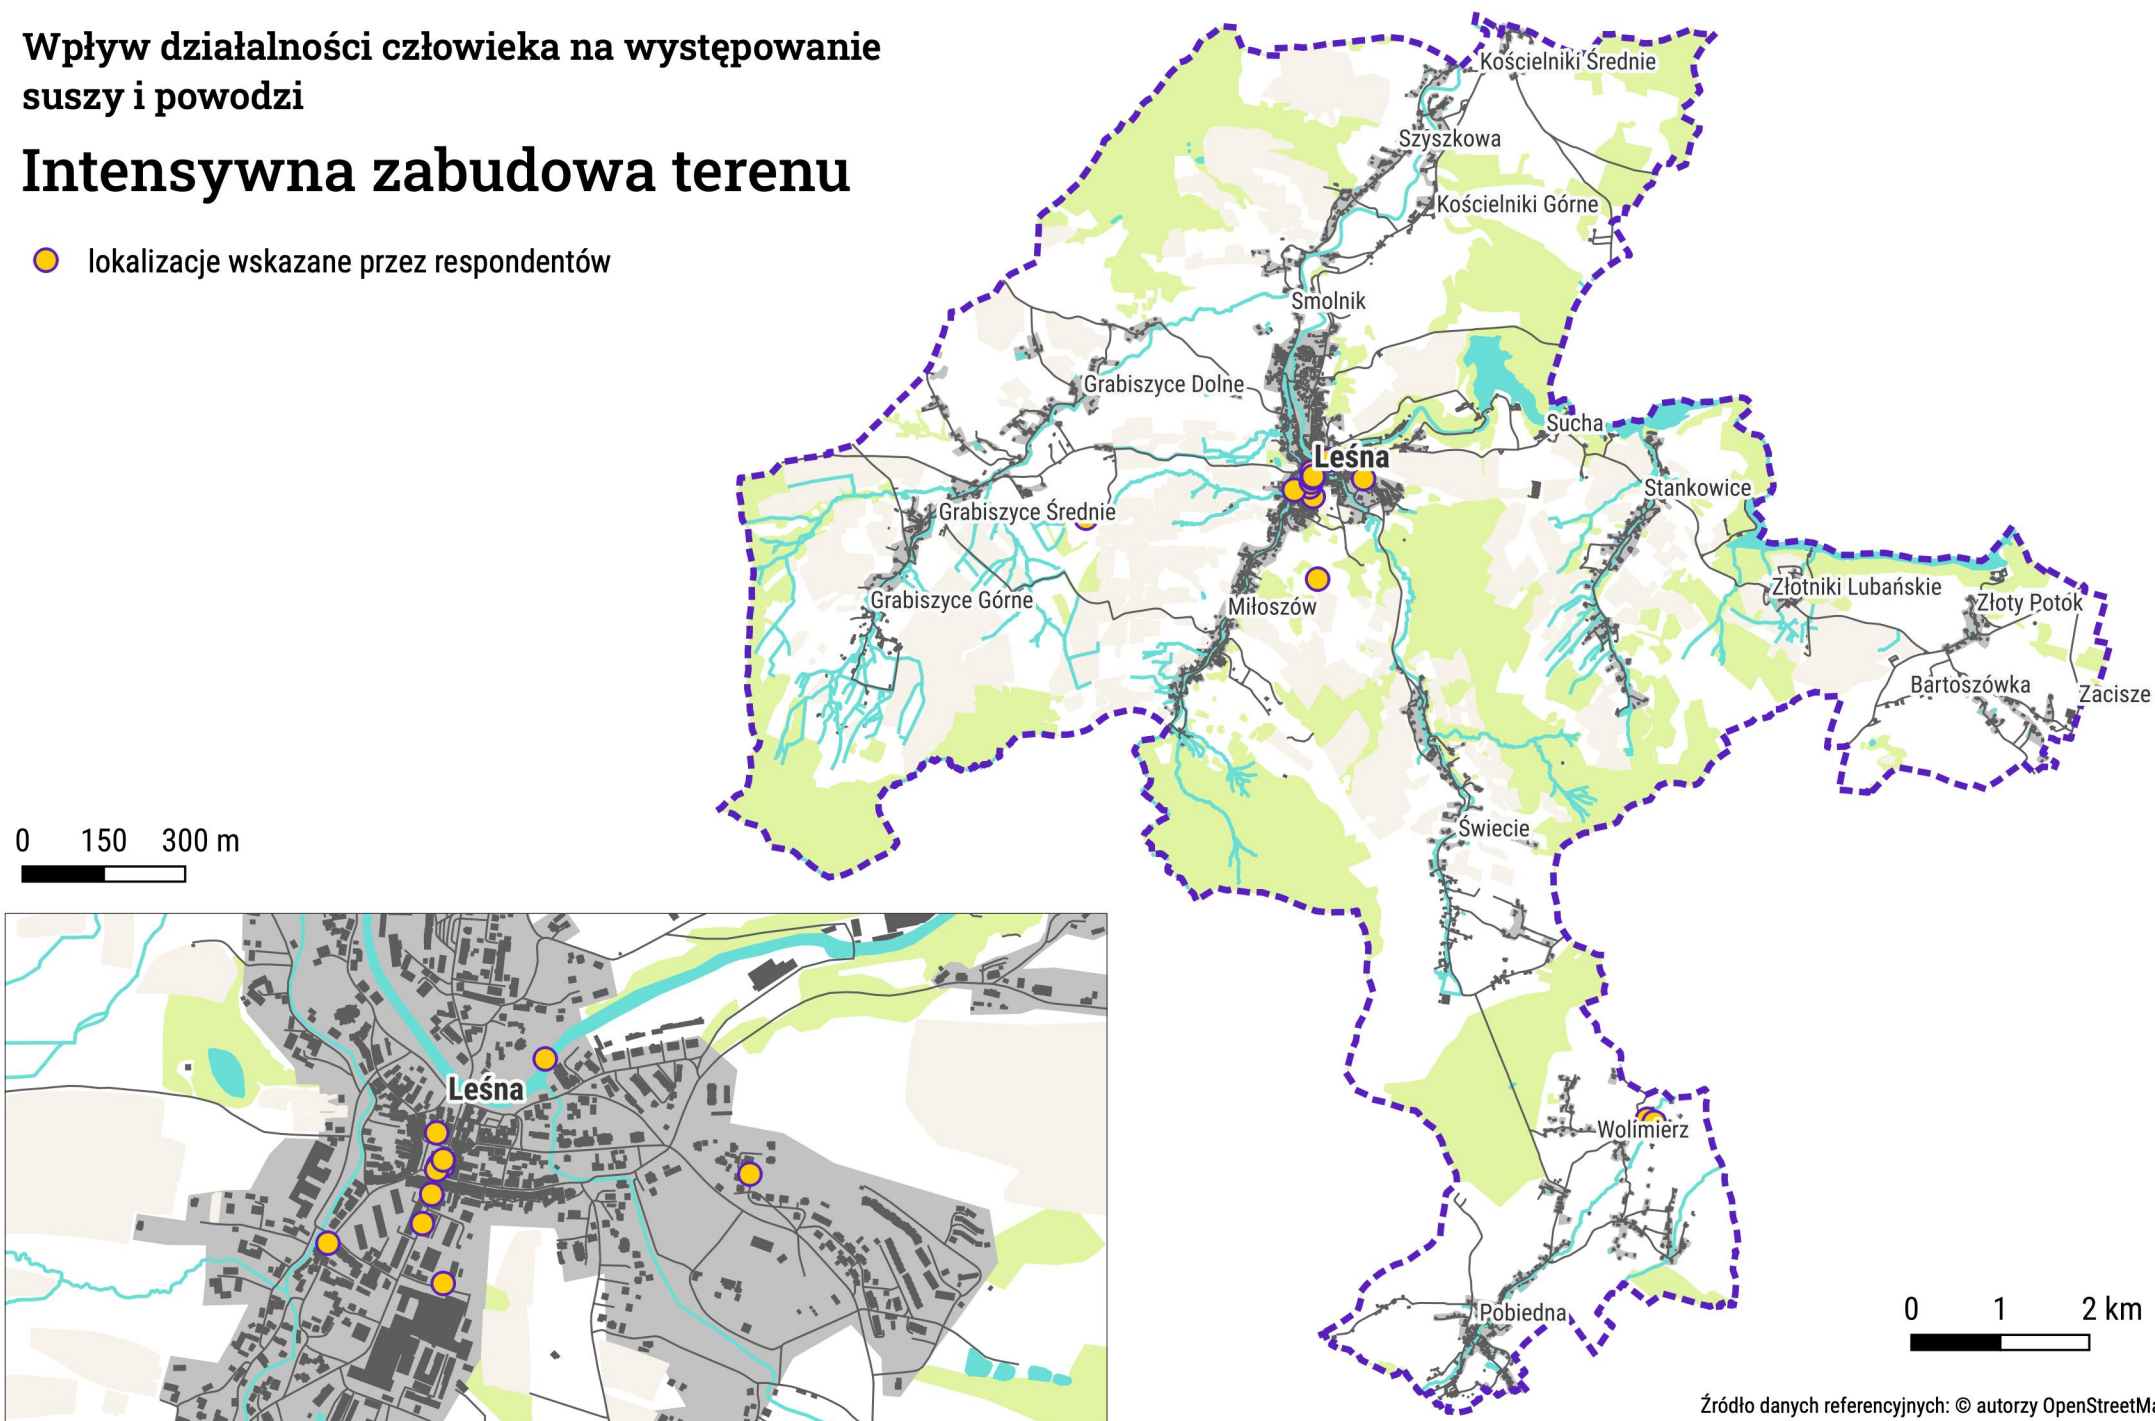 Wpływ działalności człowieka na występowanie
suszy i powodzi
Intensywna zabudowa terenu
lokalizacje wskazane przez respondentów
Kościelniki Średnie
Szyszkowa
Kościelniki Górne
Smolnik
Grabiszyce Dolne
Sucha
Leśna
Stankowice
Grabiszyce Średnie
Złotniki Lubańskie
Grabiszyce Górne
Złoty Potok
Miłoszów
Bartoszówka
Zacisze
Świecie
0 150 300 m
Leśna
Wolimierz
Pobiedna
0 1 2 km
Źródło danych referencyjnych: © autorzy OpenStreetM